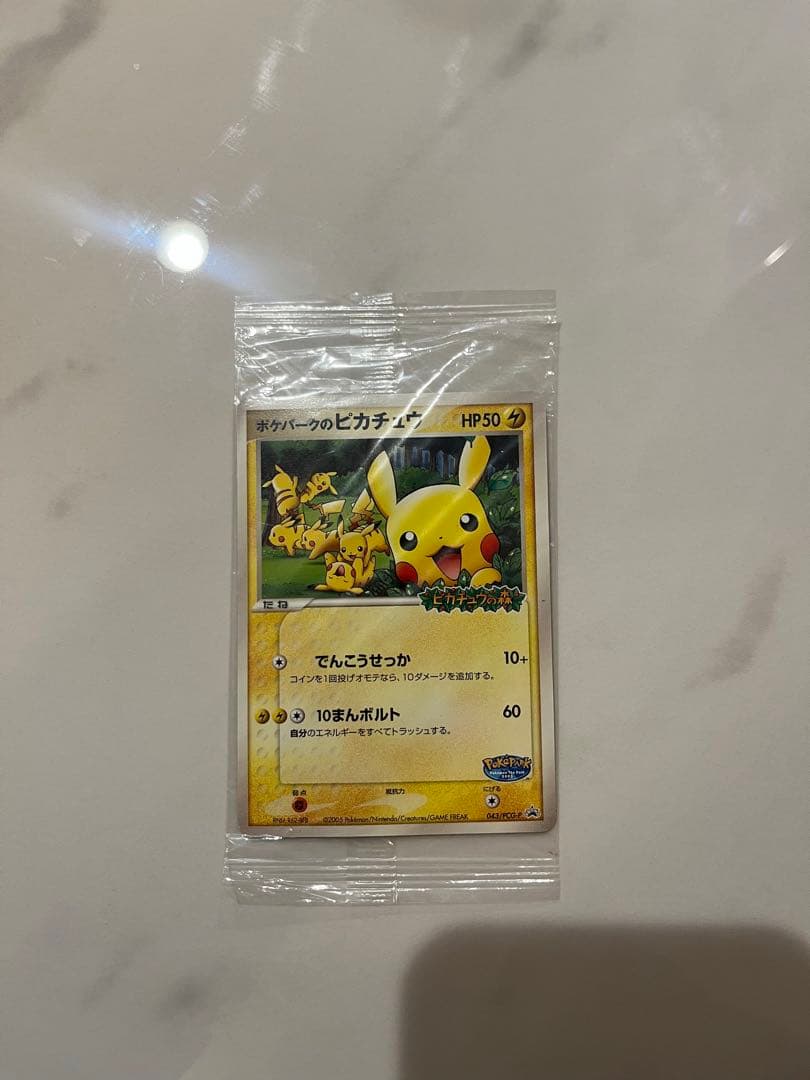 ポケパークのピカチュウ HP50
ピカチュウの森
たね
でんこうせっか 10+
コインを1回投げオモテなら、10ダメージを追加する。
10まんボルト 60
自分のエネルギーをすべてトラッシュする。
PokéPark
弱点 抵抗力 にげる
©2005 Pokémon/Nintendo/Creatures/GAME FREAK 043/PCG-P